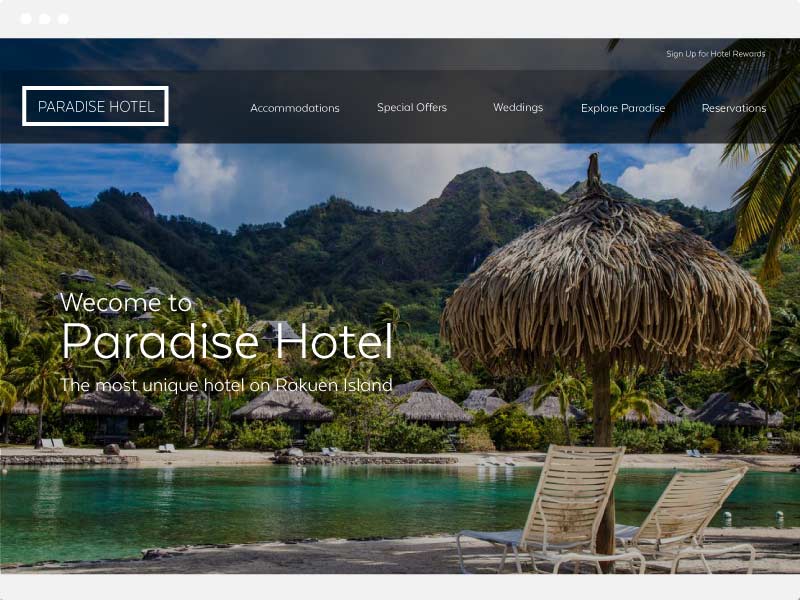 Sign Up for Hotel Rewards
PARADISE HOTEL
Accommodations
Special Offers
Weddings
Explore Paradise
Reservations
Wecome to
Paradise Hotel
The most unique hotel on Rakuen Island